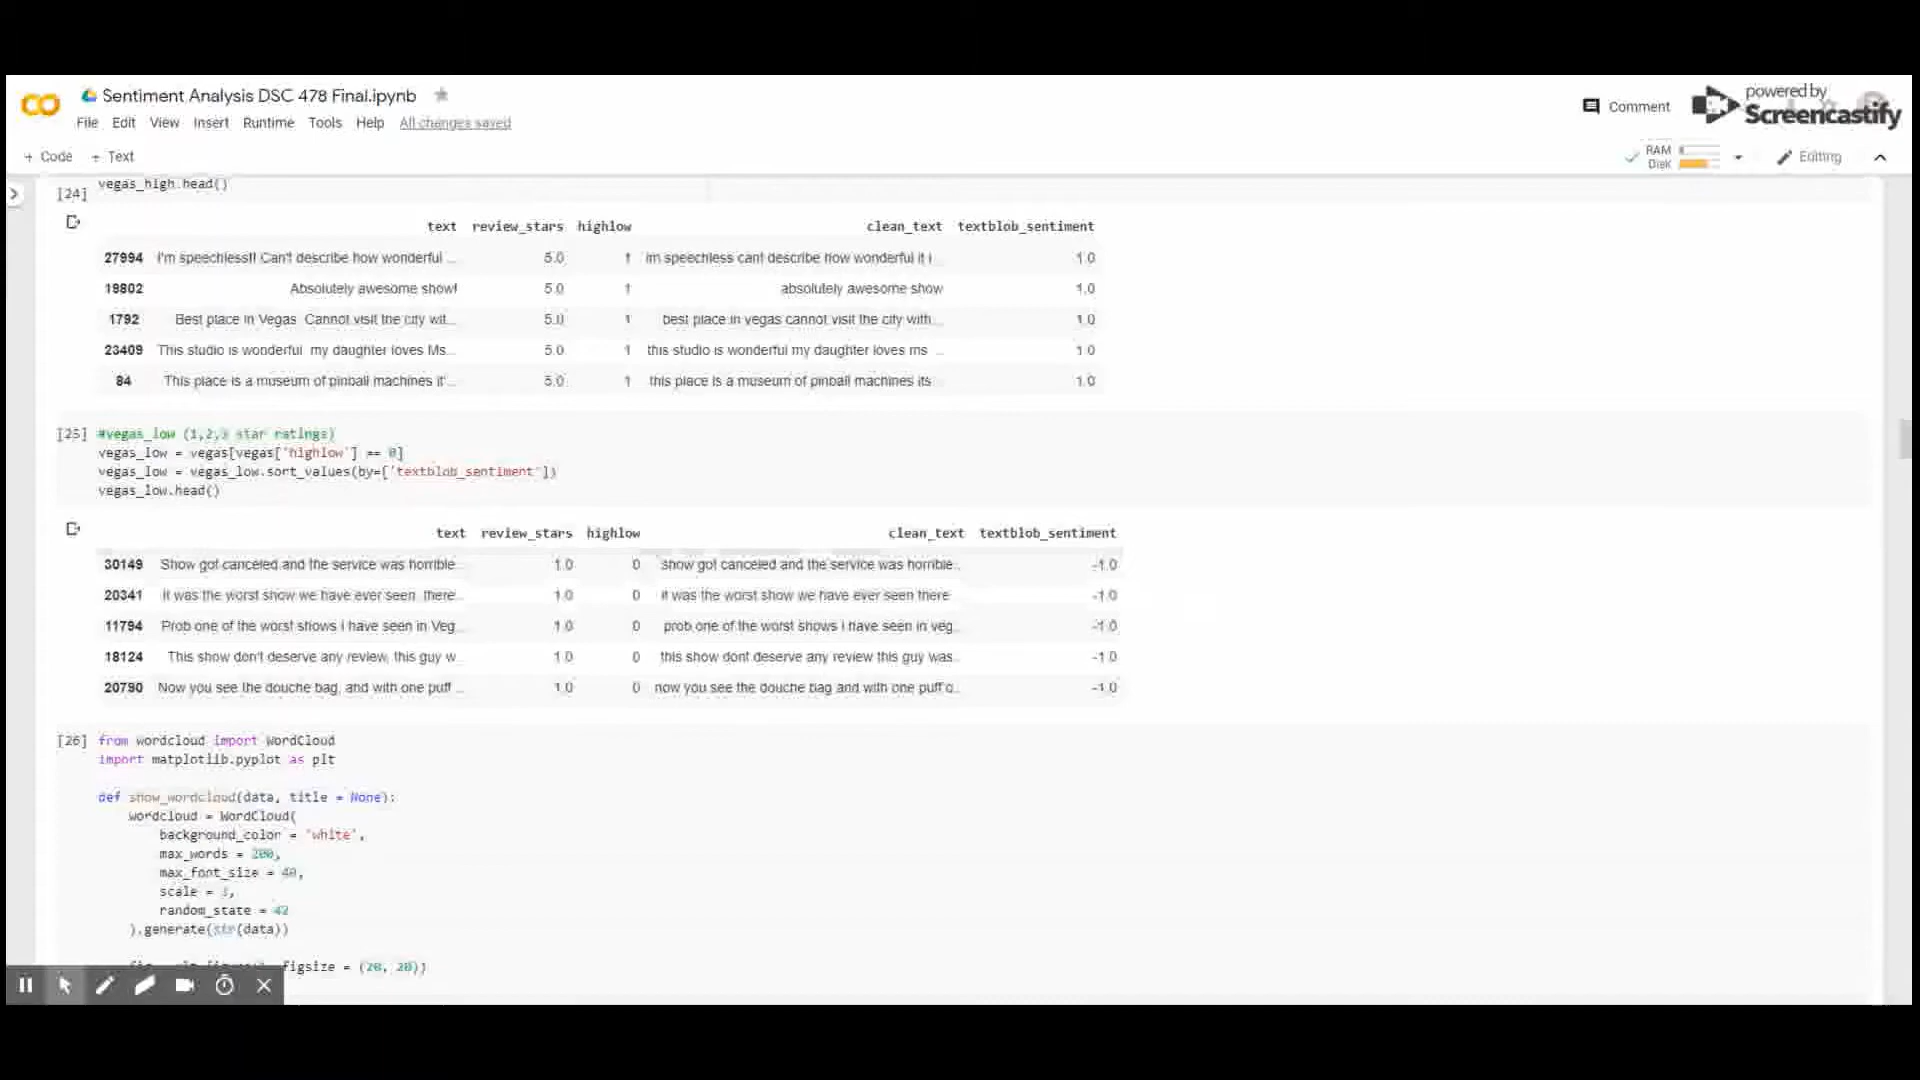 Sentiment Analysis DSC 478 Final.ipynb
Comment
powered by
Screencastify
File Edit View Insert Runtime Tools Help All changes saved
+ Code + Text
RAM
Disk
Editing
[24] vegas_high.head()
text review_stars highlow clean_text textblob_sentiment
27994 I'm speechless!! Can't describe how wonderful ... 5.0 1 im speechless cant describe how wonderful it i... 1.0
19802 Absolutely awesome show! 5.0 1 absolutely awesome show 1.0
1792 Best place in Vegas. Cannot visit the city wit... 5.0 1 best place in vegas cannot visit the city with... 1.0
23409 This studio is wonderful my daughter loves Ms... 5.0 1 this studio is wonderful my daughter loves ms ... 1.0
84 This place is a museum of pinball machines it'... 5.0 1 this place is a museum of pinball machines its... 1.0
[25] #vegas_low (1,2,3 star ratings)
vegas_low = vegas[vegas['highlow'] == 0]
vegas_low = vegas_low.sort_values(by=['textblob_sentiment'])
vegas_low.head()
text review_stars highlow clean_text textblob_sentiment
30149 Show got canceled and the service was horrible... 1.0 0 show got canceled and the service was horrible... -1.0
20341 It was the worst show we have ever seen. there... 1.0 0 it was the worst show we have ever seen there... -1.0
11794 Prob one of the worst shows I have seen in Veg... 1.0 0 prob one of the worst shows i have seen in veg... -1.0
18124 This show don't deserve any review, this guy w... 1.0 0 this show dont deserve any review this guy was... -1.0
20790 Now you see the douche bag, and with one puff ... 1.0 0 now you see the douche bag and with one puff o... -1.0
[26] from wordcloud import WordCloud
import matplotlib.pyplot as plt
def show_wordcloud(data, title = None):
wordcloud = WordCloud(
background_color = 'white',
max_words = 200,
max_font_size = 40,
scale = 3,
random_state = 42
).generate(str(data))
figsize = (20, 20))